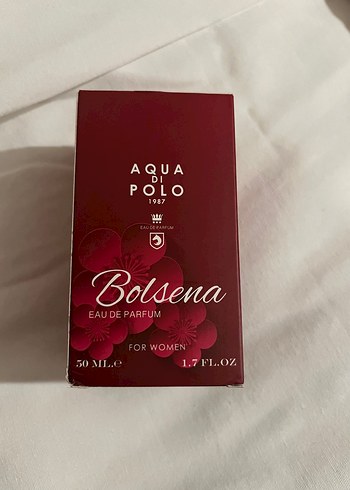 AQUA
DI
POLO
1987
EAU DE PARFUM
Bolsena
EAU DE PARFUM
FOR WOMEN
50 ML.℮ 1.7 FL.OZ